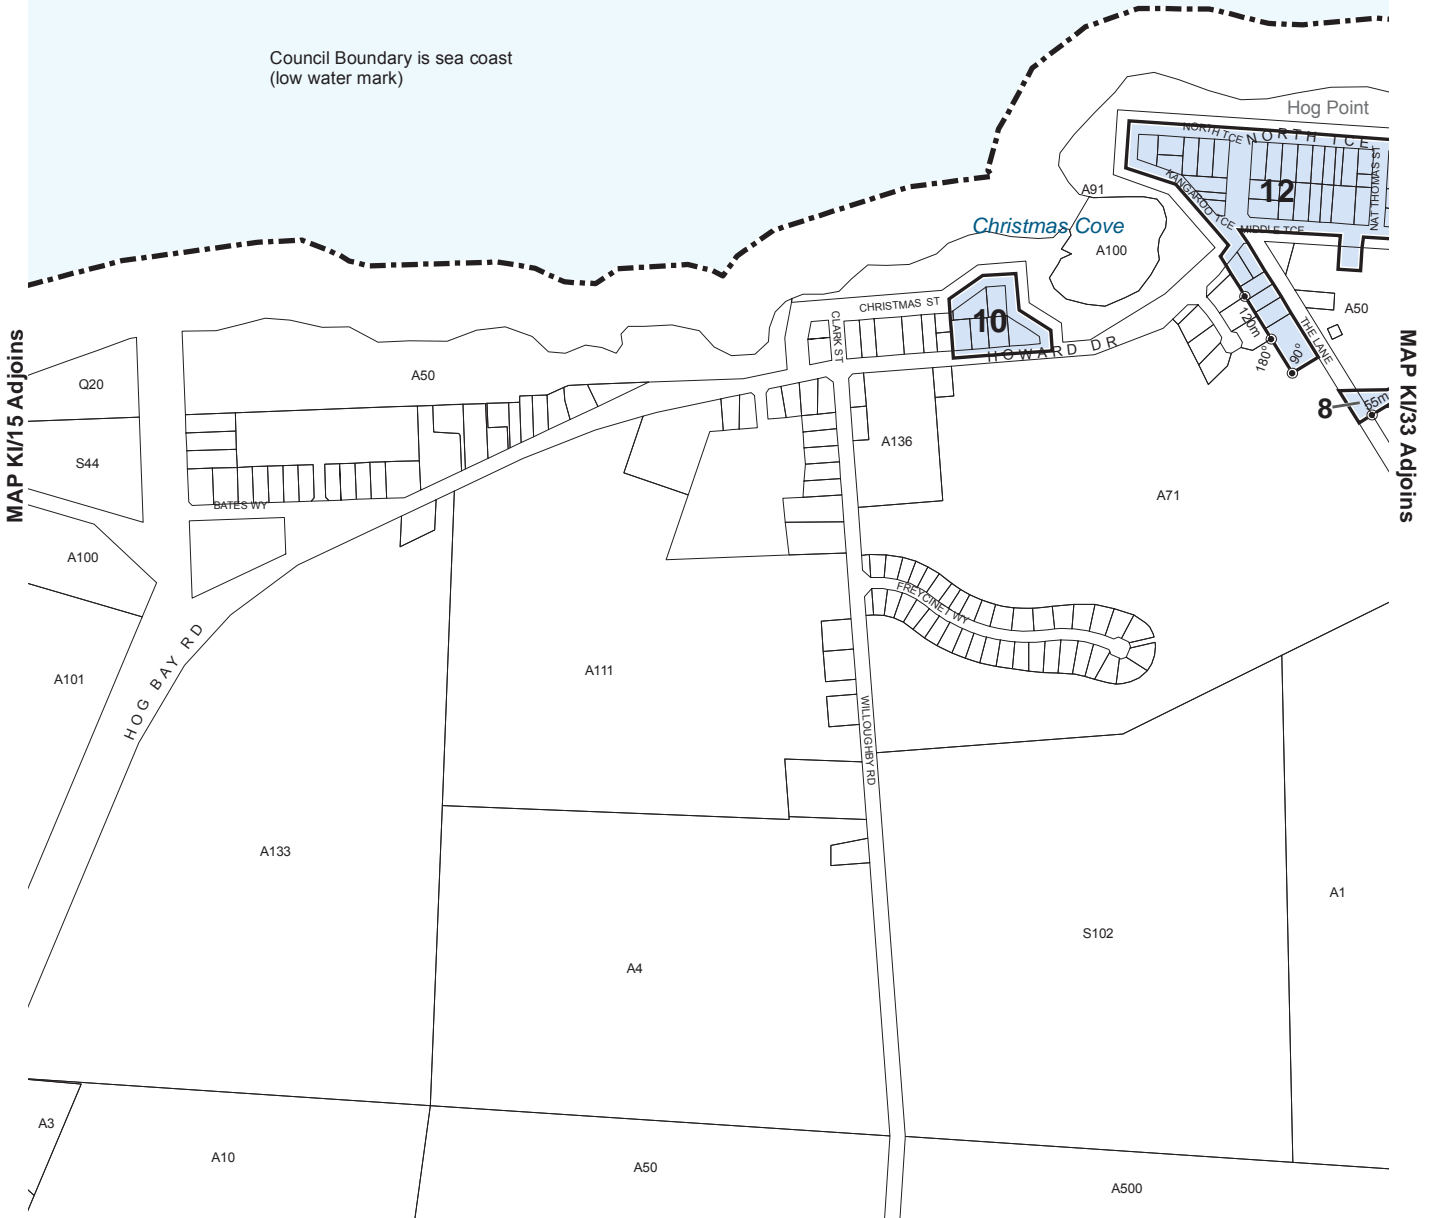 Council Boundary is sea coast
(low water mark)
Hog Point
NORTH TCE
NORTH TCE
NAT THOMAS ST
12
KANGAROO TCE
MIDDLE TCE
A91
Christmas Cove
A100
A50
CHRISTMAS ST
CLARK ST
10
HOWARD DR
120m
180°
90°
THE LANE
8
55m
MAP KI/15 Adjoins
MAP KI/33 Adjoins
Q20
A50
S44
A136
A71
BATES WY
A100
FREYCINET WY
A101
HOG BAY RD
A111
WILLOUGHBY RD
A133
A1
S102
A4
A3
A10
A50
A500